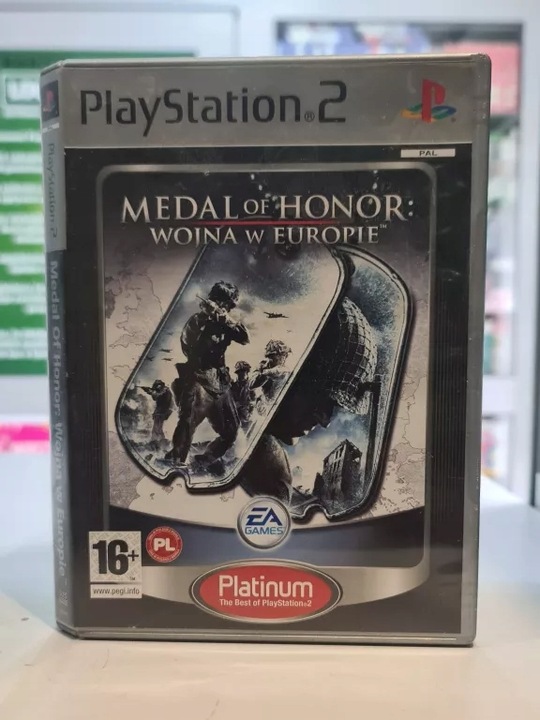 PlayStation®2
PAL
MEDAL OF HONOR:
WOJNA W EUROPIE™
EA
GAMES™
16+
www.pegi.info
PL
Platinum
The Best of PlayStation®2
PlayStation 2
Medal Of Honor: Wojna w Europie